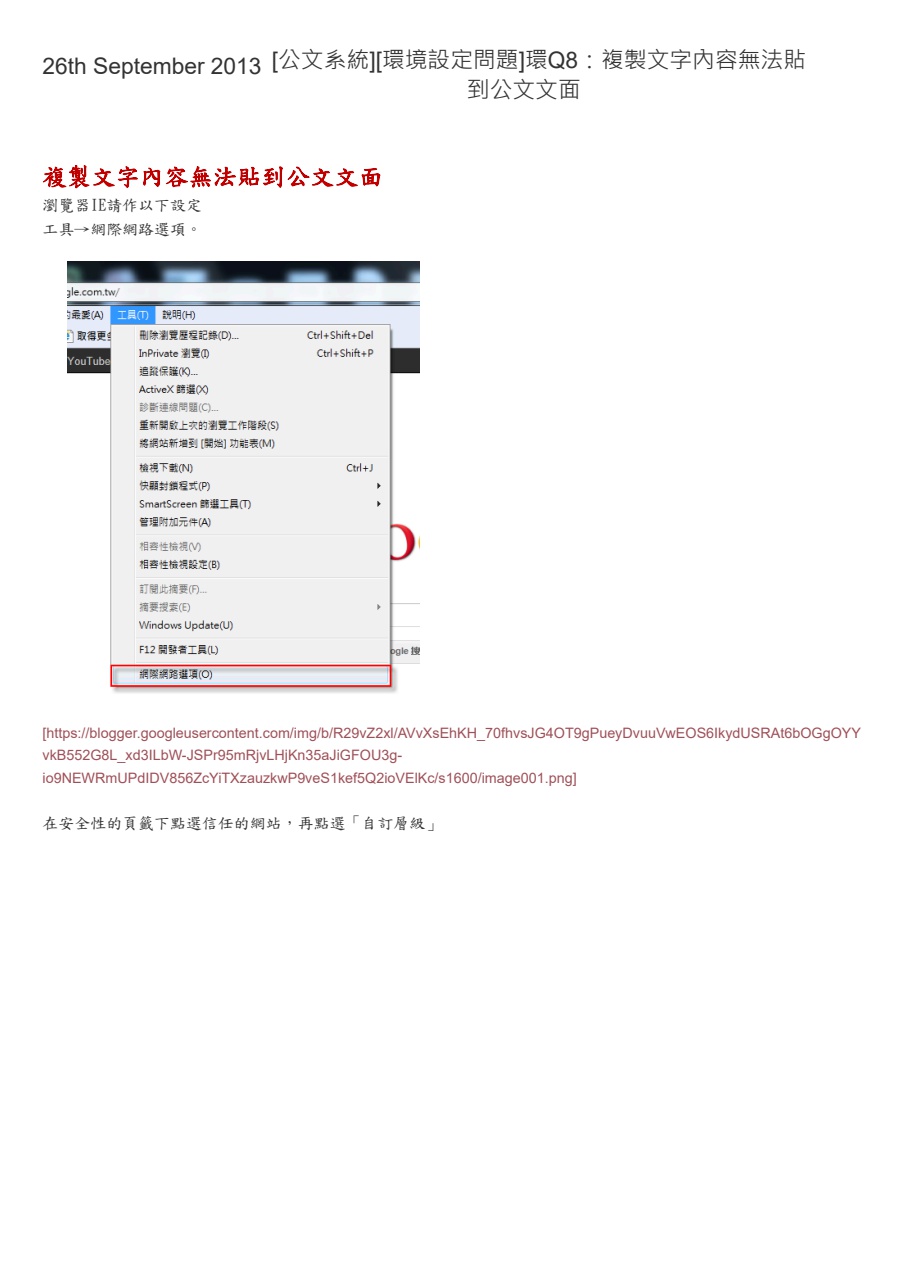 26th September 2013
[公文系統][環境設定問題]環Q8：複製文字內容無法貼
到公文文面
複製文字內容無法貼到公文文面
瀏覽器IE請作以下設定
工具→網際網路選項。
gle.com.tw/
的最愛(A) 工具(T) 說明(H)
取得更多
YouTube
刪除瀏覽歷程記錄(D)... Ctrl+Shift+Del
InPrivate 瀏覽(I) Ctrl+Shift+P
追蹤保護(K)...
ActiveX 篩選(X)
診斷連線問題(C)...
重新開啟上次的瀏覽工作階段(S)
將網站新增到 [開始] 功能表(M)
檢視下載(N) Ctrl+J
快顯封鎖程式(P)
SmartScreen 篩選工具(T)
管理附加元件(A)
相容性檢視(V)
相容性檢視設定(B)
訂閱此摘要(F)...
摘要探索(E)
Windows Update(U)
F12 開發者工具(L)
ogle 搜
網際網路選項(O)
[https://blogger.googleusercontent.com/img/b/R29vZ2xl/AVvXsEhKH_70fhvsJG4OT9gPueyDvuuVwEOS6IkydUSRAt6bOGgOYY
vkB552G8L_xd3ILbW-JSPr95mRjvLHjKn35aJiGFOU3g-
io9NEWRmUPdIDV856ZcYiTXzauzkwP9veS1kef5Q2ioVElKc/s1600/image001.png]
在安全性的頁籤下點選信任的網站，再點選「自訂層級」